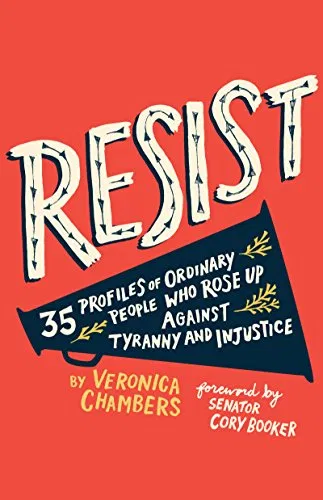 RESIST
35 PROFILES OF ORDINARY
PEOPLE WHO ROSE UP
AGAINST
TYRANNY AND INJUSTICE
BY VERONICA
CHAMBERS
foreword by
SENATOR
CORY BOOKER